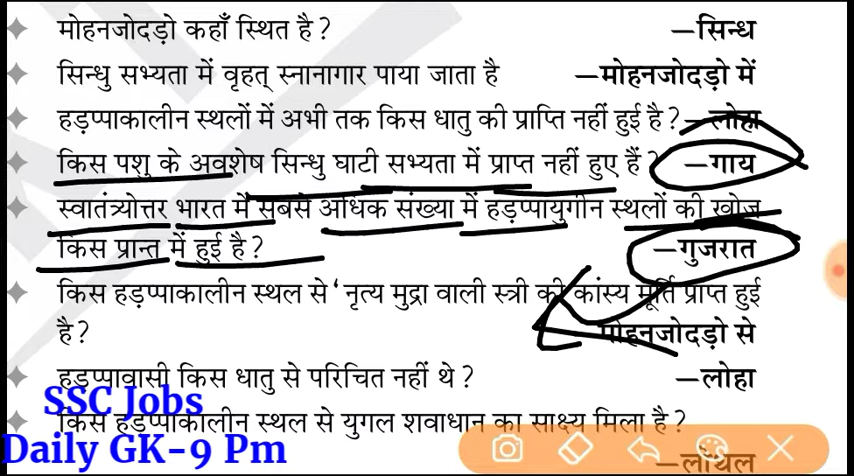 मोहनजोदड़ो कहाँ स्थित है? —सिन्ध
सिन्धु सभ्यता में वृहत् स्नानागार पाया जाता है —मोहनजोदड़ो में
हड़प्पाकालीन स्थलों में अभी तक किस धातु की प्राप्ति नहीं हुई है? —लोहा
किस पशु के अवशेष सिन्धु घाटी सभ्यता में प्राप्त नहीं हुए हैं? —गाय
स्वातंत्र्योत्तर भारत में सबसे अधिक संख्या में हड़प्पायुगीन स्थलों की खोज
किस प्रान्त में हुई है? —गुजरात
किस हड़प्पाकालीन स्थल से ‘नृत्य मुद्रा वाली स्त्री की कांस्य मूर्ति प्राप्त हुई
है? मोहनजोदड़ो से
हड़प्पावासी किस धातु से परिचित नहीं थे? —लोहा
SSC Jobs
किस हड़प्पाकालीन स्थल से युगल शवाधान का साक्ष्य मिला है?
Daily GK-9 Pm
—लोथल